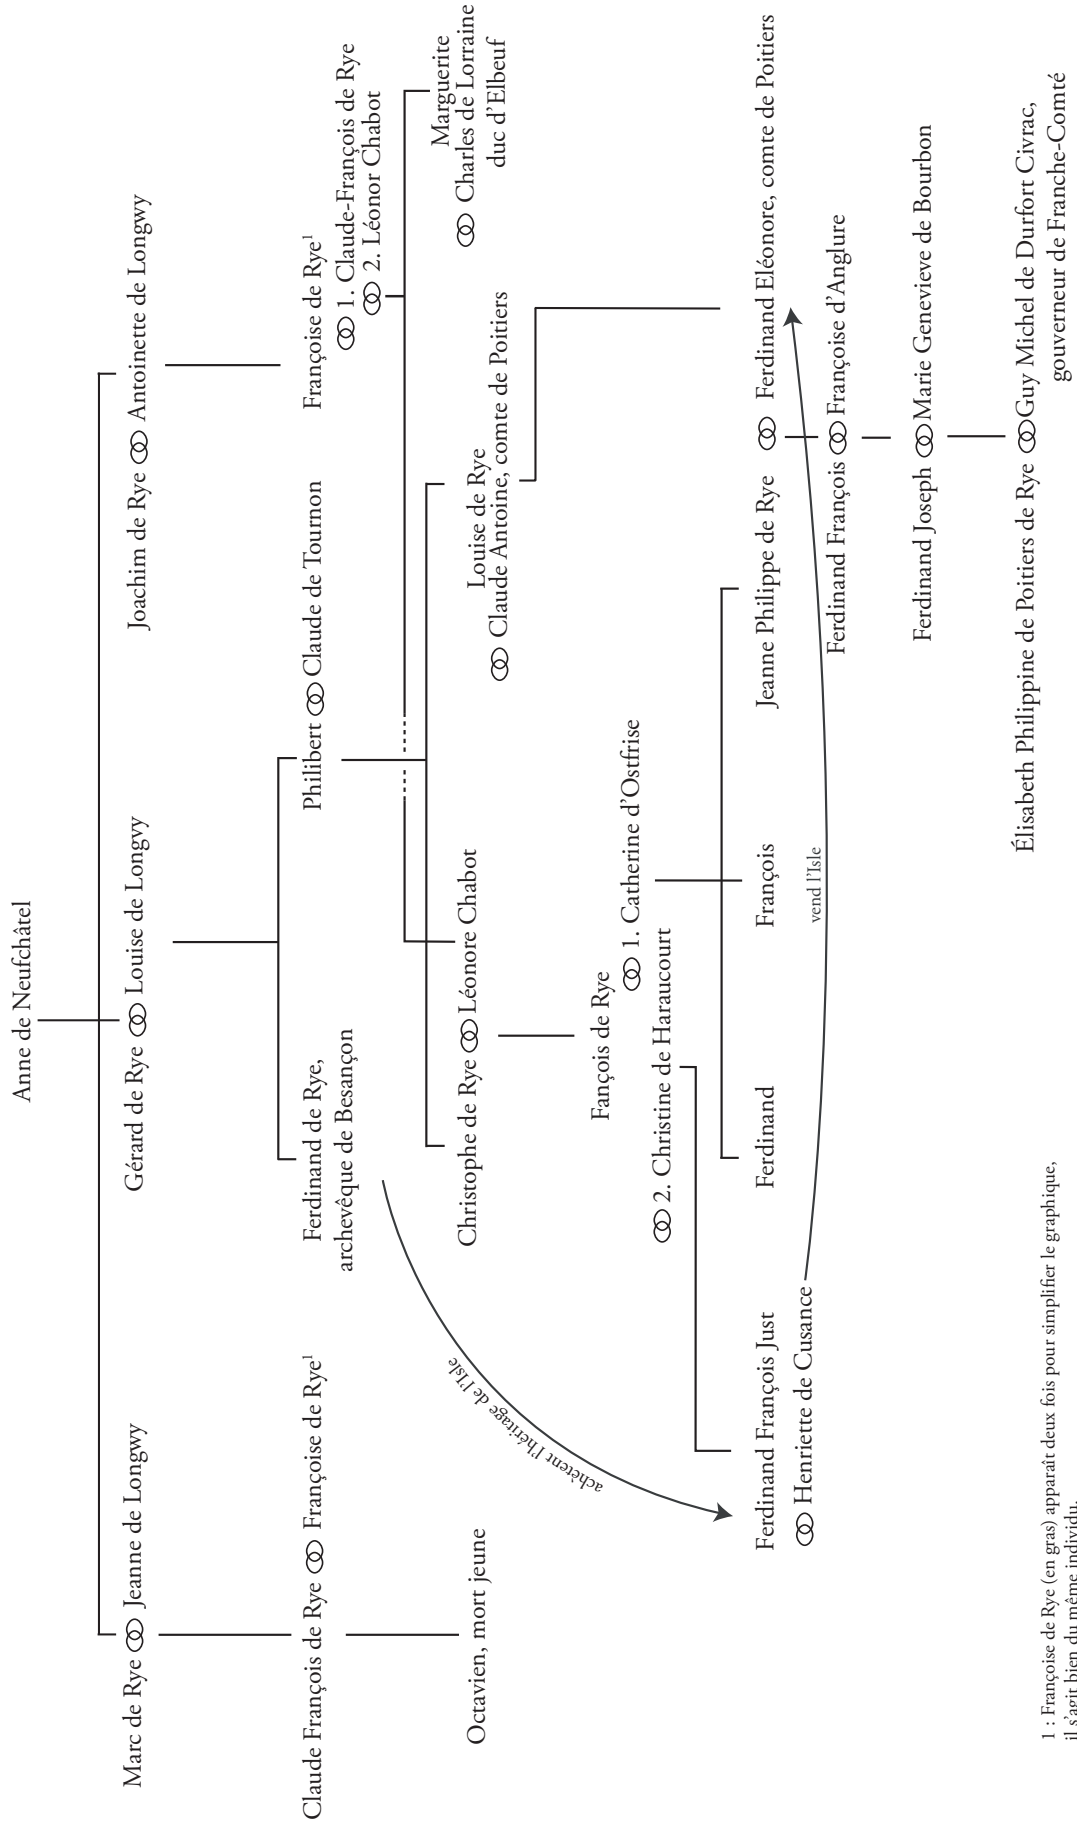 Anne de Neufchâtel
Marc de Rye Jeanne de Longwy
Gérard de Rye Louise de Longvy
Joachim de Rye Antoinette de Longwy
Claude François de Rye Françoise de Rye¹
Ferdinand de Rye,
archevêque de Besançon
Philibert Claude de Tournon
Françoise de Rye¹
1. Claude-François de Rye
2. Léonor Chabot
Octavien, mort jeune
Christophe de Rye Léonore Chabot
Louise de Rye
Claude Antoine, comte de Poitiers
Marguerite
Charles de Lorraine
duc d'Elbeuf
achètent l'héritage de l'Isle
Fançois de Rye
1. Catherine d'Ostfrise
2. Christine de Haraucourt
Ferdinand François Just
Henriette de Cusance
Ferdinand
François
Jeanne Philippe de Rye Ferdinand Eléonore, comte de Poitiers
vend l'Isle
Ferdinand François Françoise d'Anglure
Ferdinand Joseph Marie Genevieve de Bourbon
Élisabeth Philippine de Poitiers de Rye Guy Michel de Durfort Civrac,
gouverneur de Franche-Comté
1 : Françoise de Rye (en gras) apparaît deux fois pour simplifier le graphique,
il s'agit bien du même individu.